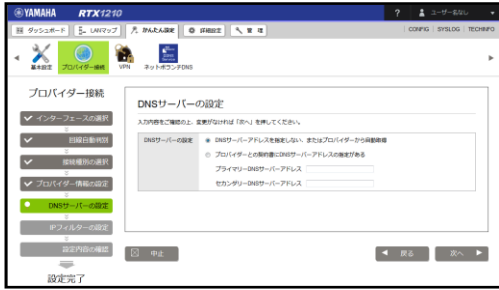 YAMAHA RTX1210
? ユーザー名なし
ダッシュボード LANマップ かんたん設定 詳細設定 管理 CONFIG SYSLOG TECHINFO
基本設定 プロバイダー接続 VPN ネットボランチDNS
プロバイダー接続
インターフェースの選択
回線自動判別
接続種別の選択
プロバイダー情報の設定
DNSサーバーの設定
IPフィルターの設定
設定内容の確認
設定完了
DNSサーバーの設定
入力内容をご確認の上、変更がなければ「次へ」を押してください。
DNSサーバーの設定
DNSサーバーアドレスを指定しない、またはプロバイダーから自動取得
プロバイダーとの契約書にDNSサーバーアドレスの指定がある
プライマリーDNSサーバーアドレス
セカンダリーDNSサーバーアドレス
中止 戻る 次へ